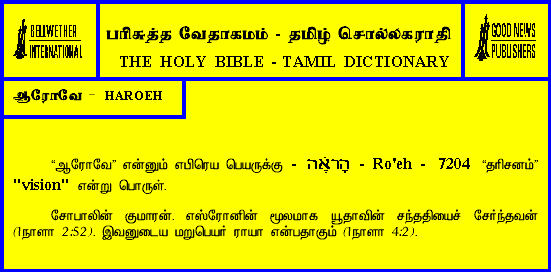 BELLWETHER
INTERNATIONAL
பரிசுத்த வேதாகமம் - தமிழ் சொல்லகராதி
THE HOLY BIBLE - TAMIL DICTIONARY
GOOD NEWS
PUBLISHERS
ஆரோவே - HAROEH
“ஆரோவே” என்னும் எபிரெய பெயருக்கு - הָרֹאֶה - Ro'eh - 7204 “தரிசனம்”
"vision" என்று பொருள்.
சோபாலின் குமாரன். எஸ்ரோனின் மூலமாக யூதாவின் சந்ததியைச் சேர்ந்தவன்
(1நாளா 2:52). இவனுடைய மறுபெயர் ராயா என்பதாகும் (1நாளா 4:2).